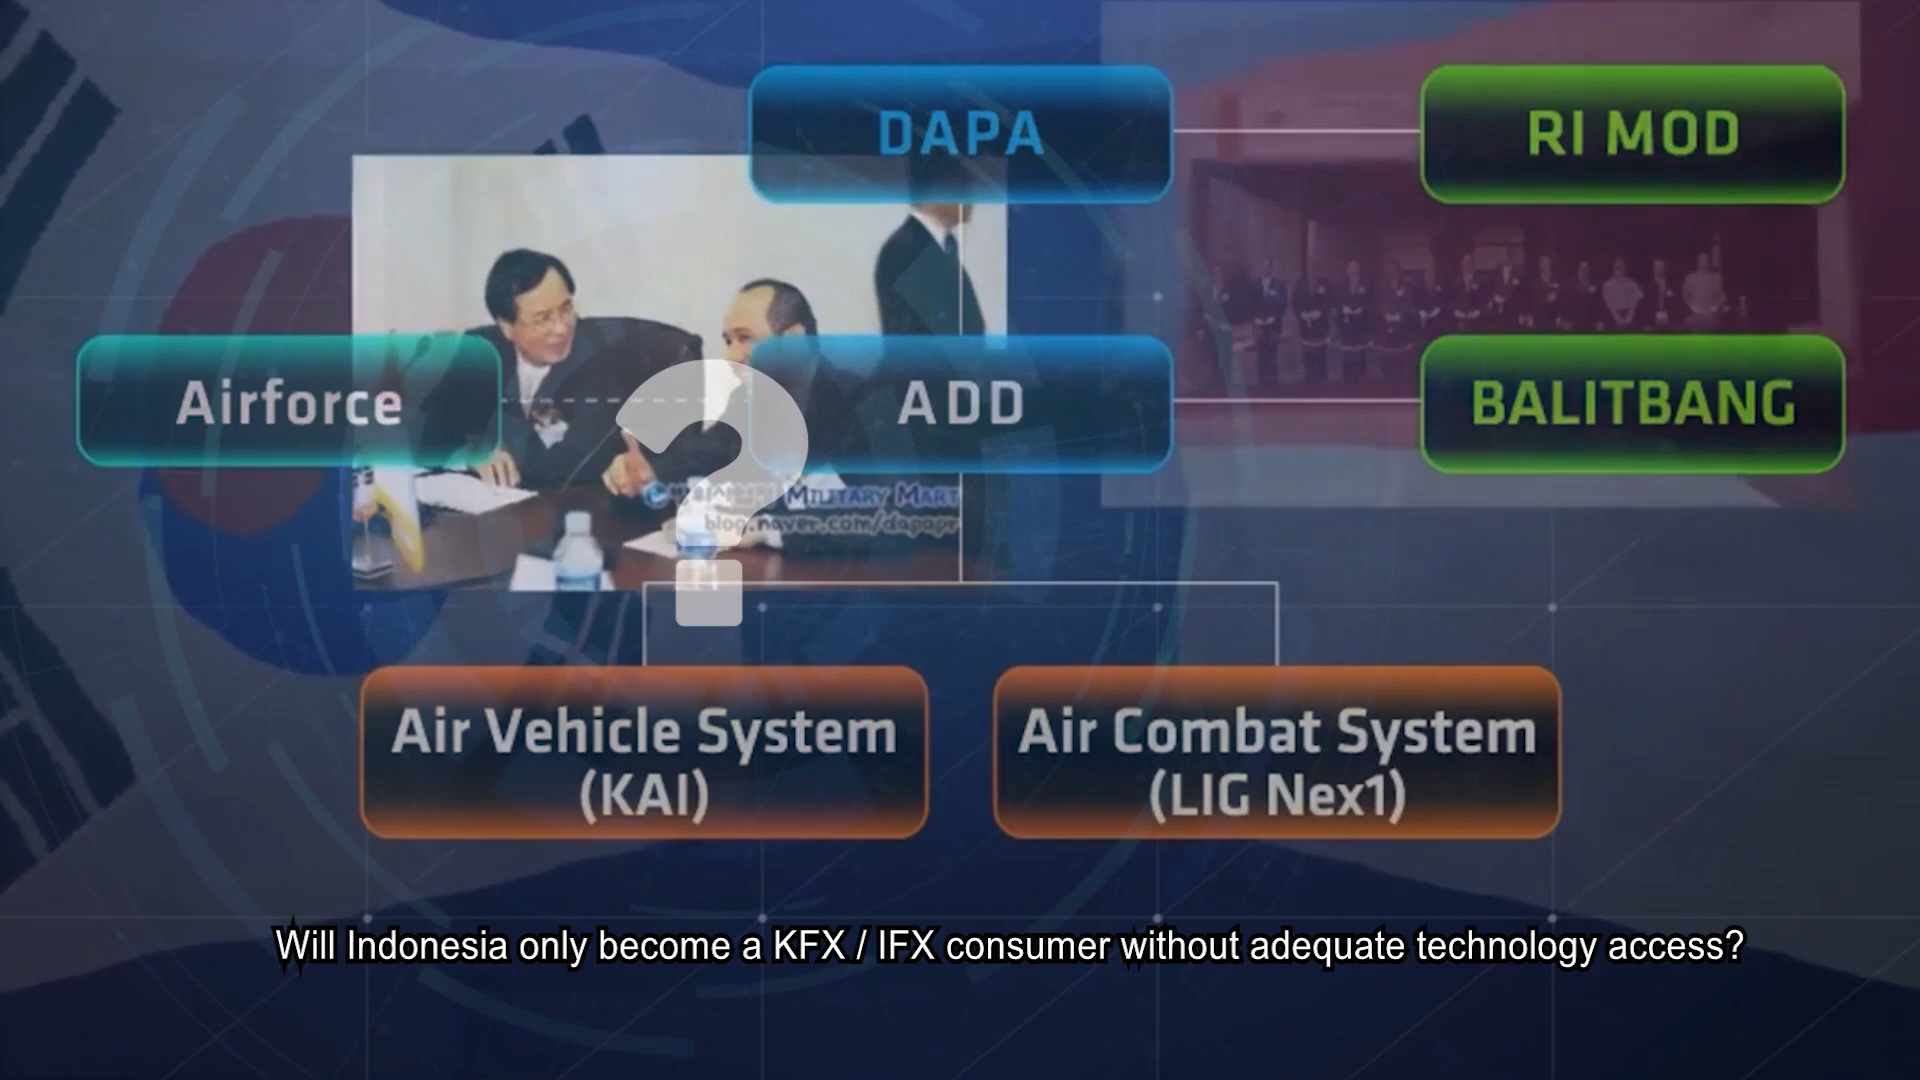 DAPA
RI MOD
Airforce
ADD
BALITBANG
?
MILITARY MART
blog.naver.com/dapapr
Air Vehicle System
(KAI)
Air Combat System
(LIG Nex1)
Will Indonesia only become a KFX / IFX consumer without adequate technology access?